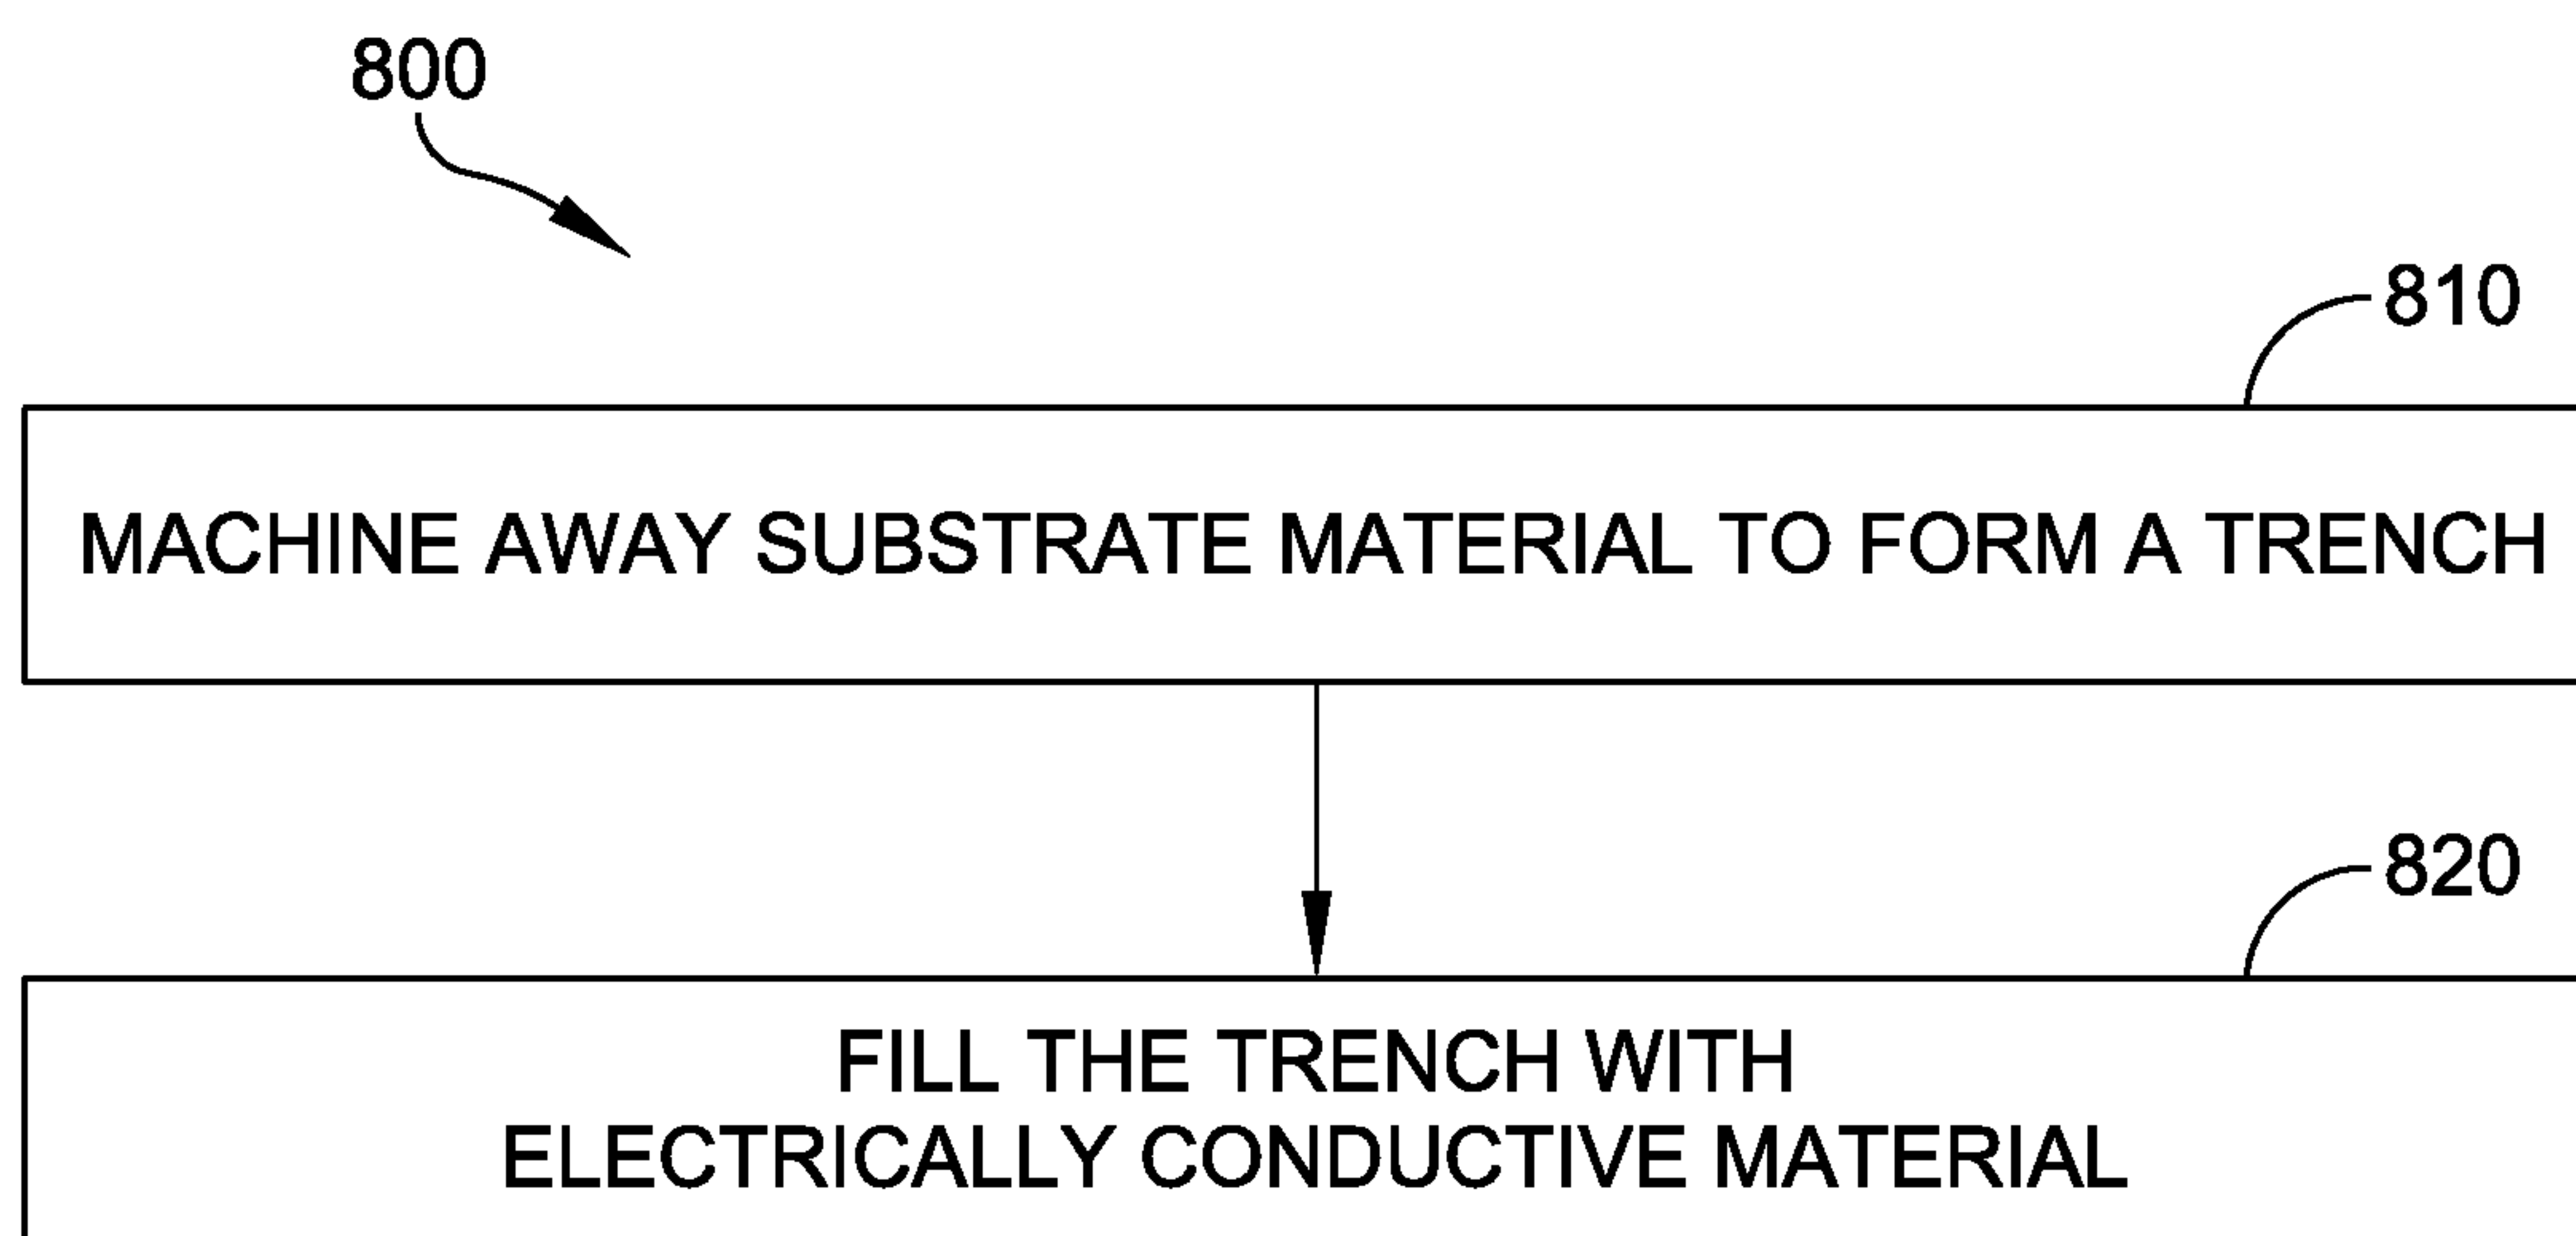 800
810
MACHINE AWAY SUBSTRATE MATERIAL TO FORM A TRENCH
820
FILL THE TRENCH WITH
ELECTRICALLY CONDUCTIVE MATERIAL